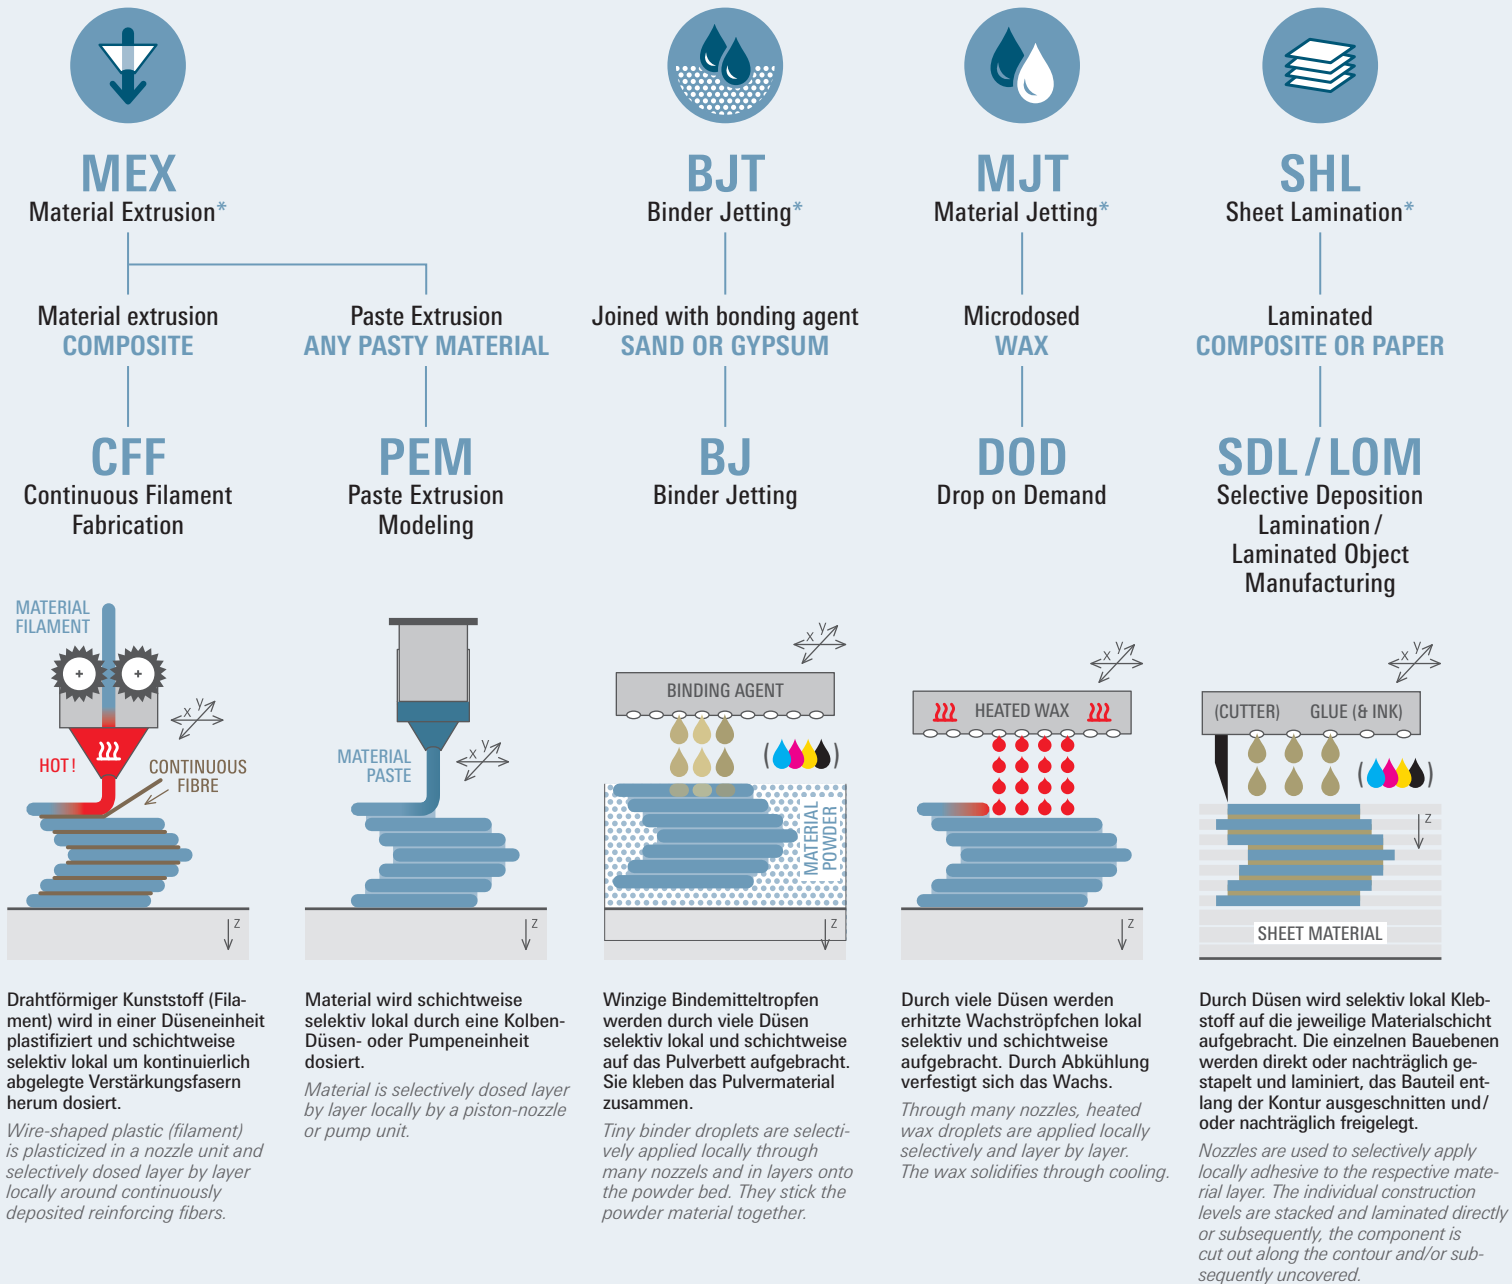 MEX
Material Extrusion*
BJT
Binder Jetting*
MJT
Material Jetting*
SHL
Sheet Lamination*
Material extrusion
COMPOSITE
Paste Extrusion
ANY PASTY MATERIAL
Joined with bonding agent
SAND OR GYPSUM
Microdosed
WAX
Laminated
COMPOSITE OR PAPER
CFF
Continuous Filament
Fabrication
PEM
Paste Extrusion
Modeling
BJ
Binder Jetting
DOD
Drop on Demand
SDL / LOM
Selective Deposition
Lamination /
Laminated Object
Manufacturing
MATERIAL
FILAMENT
x
y
HOT!
CONTINUOUS
FIBRE
z
MATERIAL
PASTE
x
y
z
x
y
BINDING AGENT
MATERIAL
POWDER
z
x
y
HEATED WAX
z
x
y
(CUTTER)
GLUE (& INK)
z
SHEET MATERIAL
Drahtförmiger Kunststoff (Fila-
ment) wird in einer Düseneinheit
plastifiziert und schichtweise
selektiv lokal um kontinuierlich
abgelegte Verstärkungsfasern
herum dosiert.
Wire-shaped plastic (filament)
is plasticized in a nozzle unit and
selectively dosed layer by layer
locally around continuously
deposited reinforcing fibers.
Material wird schichtweise
selektiv lokal durch eine Kolben-
Düsen- oder Pumpeneinheit
dosiert.
Material is selectively dosed layer
by layer locally by a piston-nozzle
or pump unit.
Winzige Bindemitteltropfen
werden durch viele Düsen
selektiv lokal und schichtweise
auf das Pulverbett aufgebracht.
Sie kleben das Pulvermaterial
zusammen.
Tiny binder droplets are selecti-
vely applied locally through
many nozzels and in layers onto
the powder bed. They stick the
powder material together.
Durch viele Düsen werden
erhitzte Wachströpfchen lokal
selektiv und schichtweise
aufgebracht. Durch Abkühlung
verfestigt sich das Wachs.
Through many nozzles, heated
wax droplets are applied locally
selectively and layer by layer.
The wax solidifies through cooling.
Durch Düsen wird selektiv lokal Kleb-
stoff auf die jeweilige Materialschicht
aufgebracht. Die einzelnen Bauebenen
werden direkt oder nachträglich ge-
stapelt und laminiert, das Bauteil ent-
lang der Kontur ausgeschnitten und/
oder nachträglich freigelegt.
Nozzles are used to selectively apply
locally adhesive to the respective mate-
rial layer. The individual construction
levels are stacked and laminated directly
or subsequently, the component is
cut out along the contour and/or sub-
sequently uncovered.